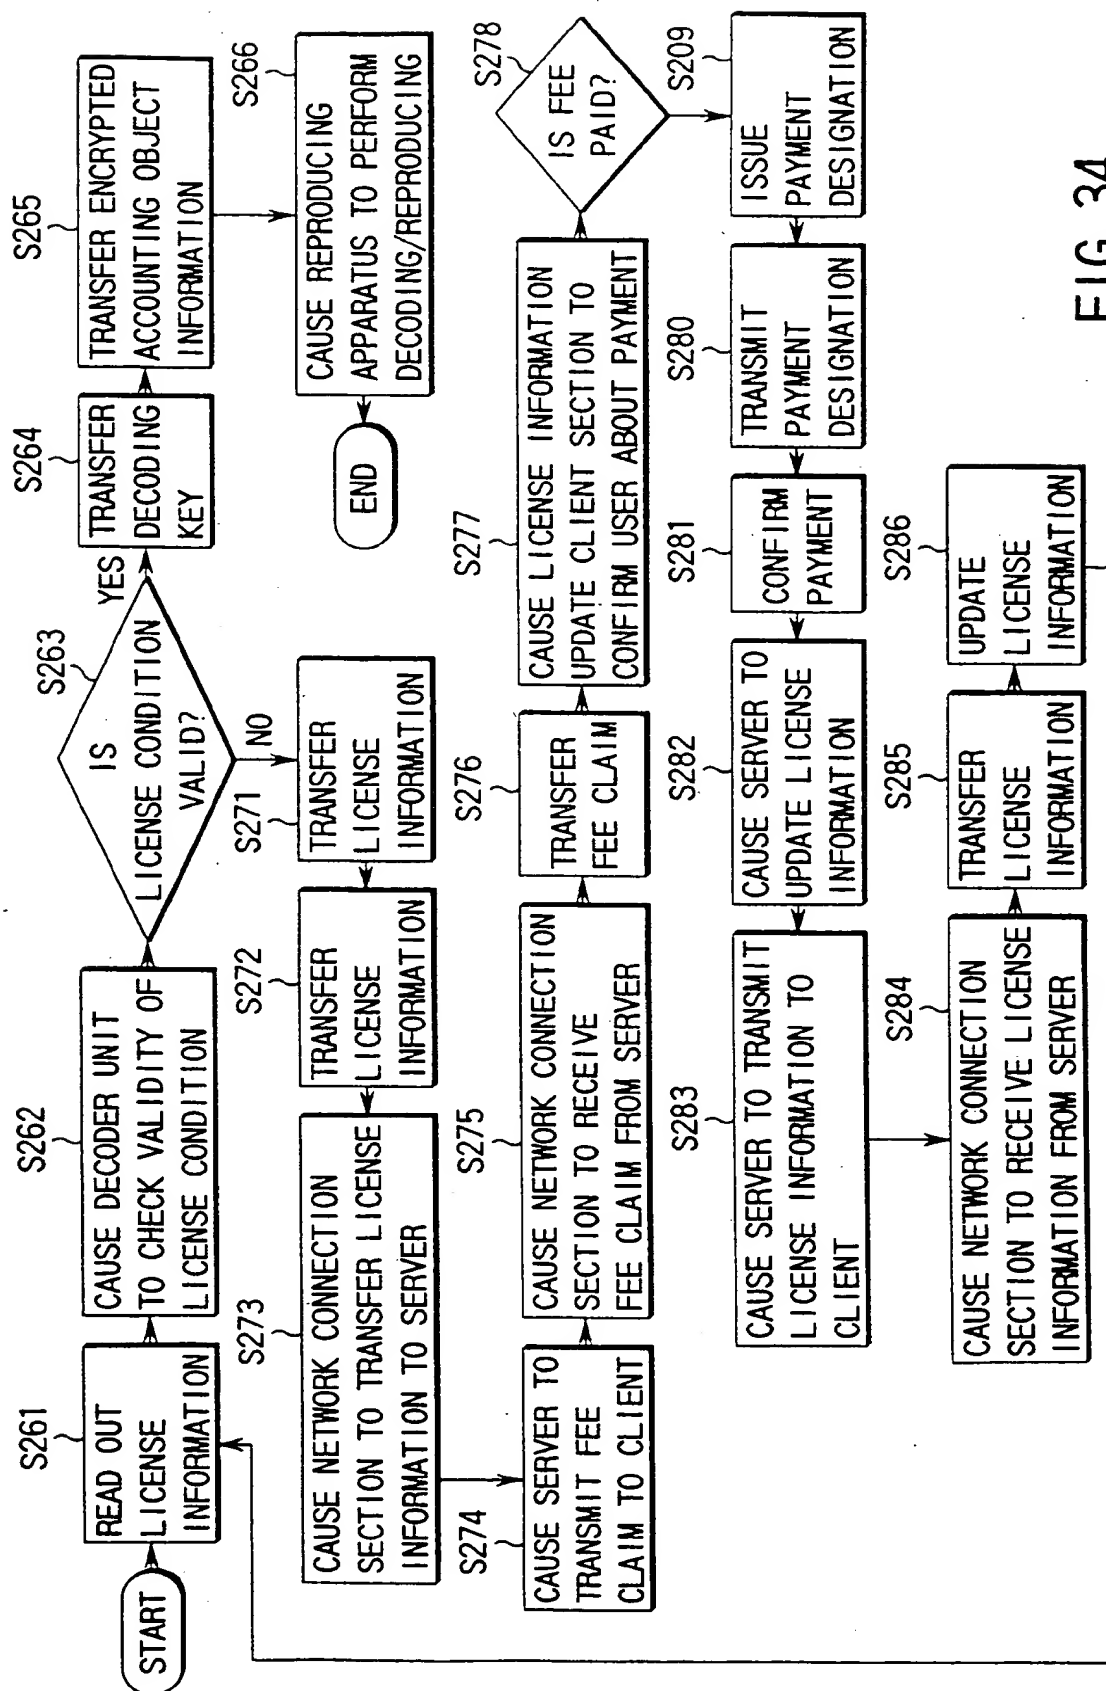 START
S261
READ OUT
LICENSE
INFORMATION
S262
CAUSE DECODER UNIT
TO CHECK VALIDITY OF
LICENSE CONDITION
S263
IS
LICENSE CONDITION
VALID?
YES
S264
TRANSFER
DECODING
KEY
S265
TRANSFER ENCRYPTED
ACCOUNTING OBJECT
INFORMATION
S266
CAUSE REPRODUCING
APPARATUS TO PERFORM
DECODING/REPRODUCING
END
NO
S271
TRANSFER
LICENSE
INFORMATION
S272
TRANSFER
LICENSE
INFORMATION
S273
CAUSE NETWORK CONNECTION
SECTION TO TRANSFER LICENSE
INFORMATION TO SERVER
S274
CAUSE SERVER TO
TRANSMIT FEE
CLAIM TO CLIENT
S275
CAUSE NETWORK CONNECTION
SECTION TO RECEIVE
FEE CLAIM FROM SERVER
S276
TRANSFER
FEE CLAIM
S277
CAUSE LICENSE INFORMATION
UPDATE CLIENT SECTION TO
CONFIRM USER ABOUT PAYMENT
S278
IS FEE
PAID?
S209
ISSUE
PAYMENT
DESIGNATION
S280
TRANSMIT
PAYMENT
DESIGNATION
S281
CONFIRM
PAYMENT
S282
CAUSE SERVER TO
UPDATE LICENSE
INFORMATION
S283
CAUSE SERVER TO TRANSMIT
LICENSE INFORMATION TO
CLIENT
S284
CAUSE NETWORK CONNECTION
SECTION TO RECEIVE LICENSE
INFORMATION FROM SERVER
S285
TRANSFER
LICENSE
INFORMATION
S286
UPDATE
LICENSE
INFORMATION
FIG. 34